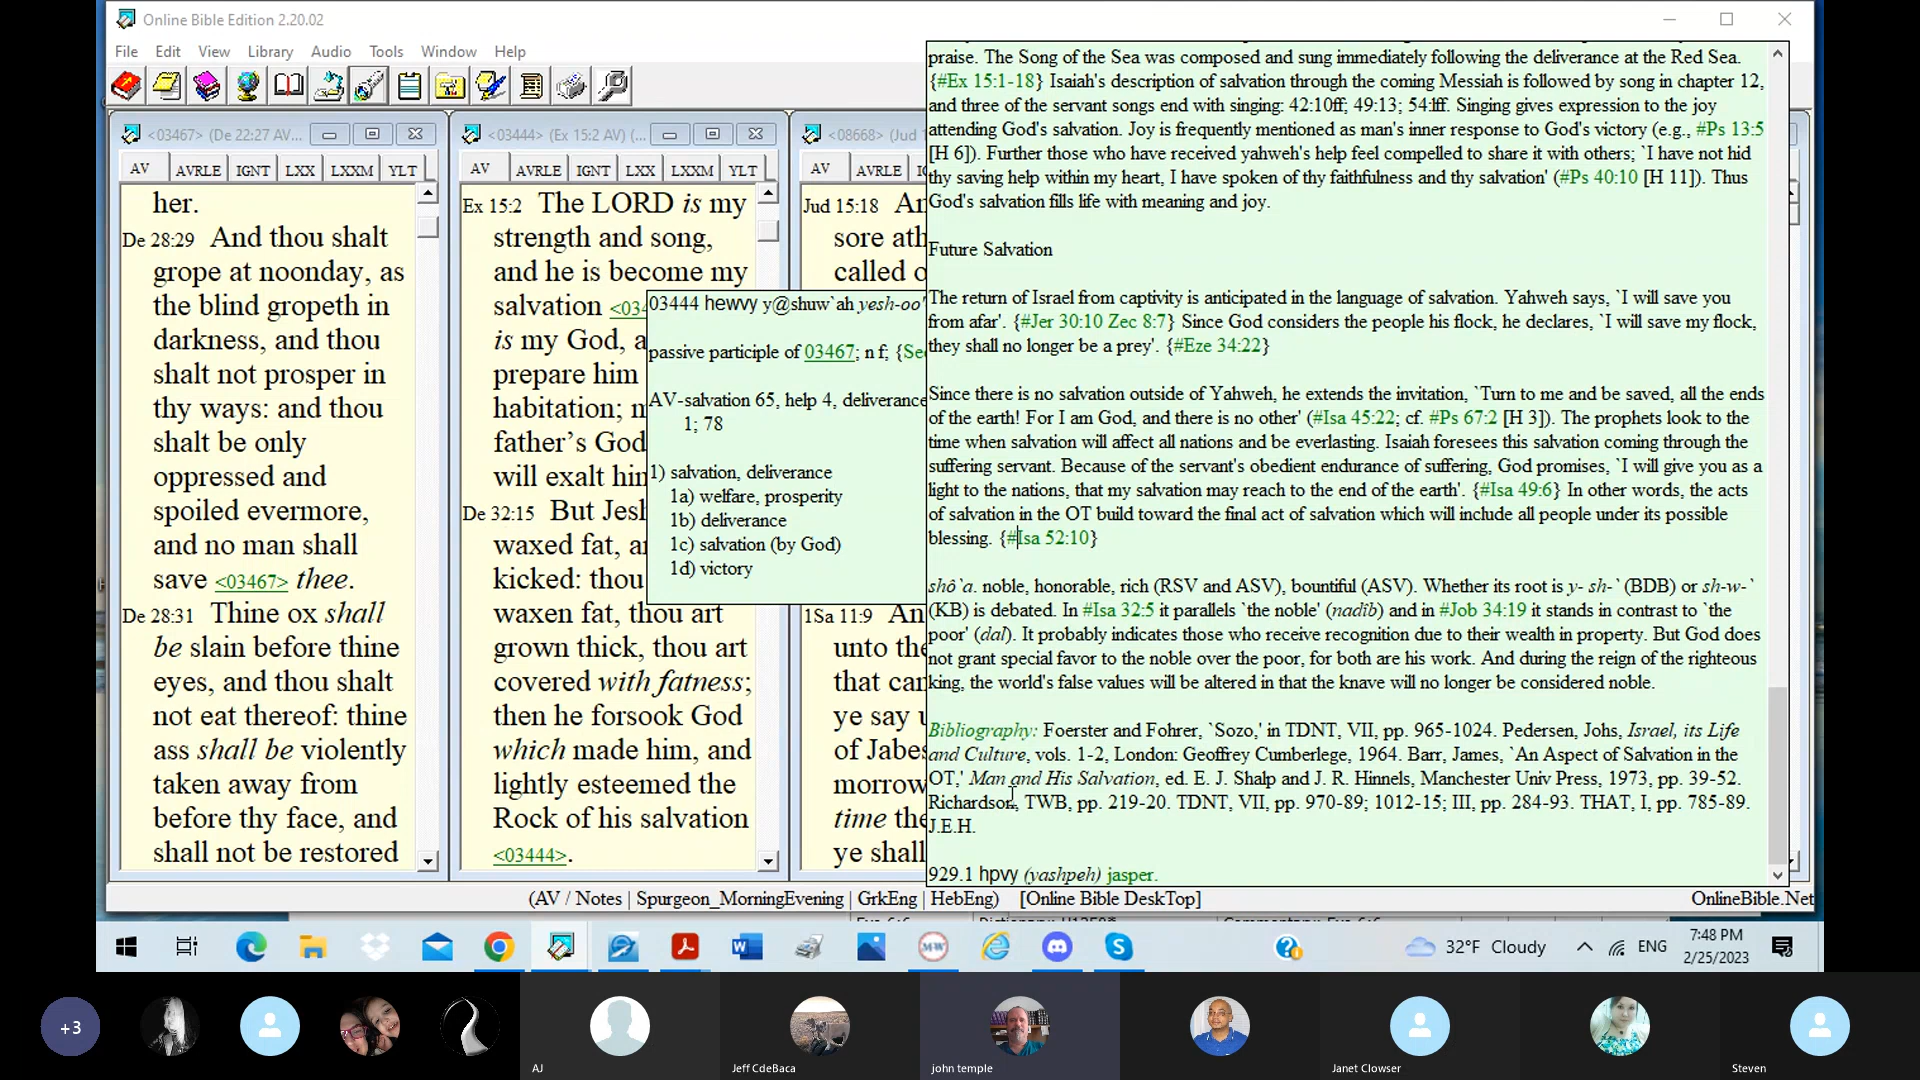 Online Bible Edition 2.20.02
File Edit View Library Audio Tools Window Help
<03467> (De 22:27 AV...
AV AVRLE IGNT LXX LXXM YLT
her.
De 28:29 And thou shalt
grope at noonday, as
the blind gropeth in
darkness, and thou
shalt not prosper in
thy ways: and thou
shalt be only
oppressed and
spoiled evermore,
and no man shall
save <03467> thee.
De 28:31 Thine ox shall
be slain before thine
eyes, and thou shalt
not eat thereof: thine
ass shall be violently
taken away from
before thy face, and
shall not be restored
<03444> (Ex 15:2 AV) (...
AV AVRLE IGNT LXX LXXM YLT
Ex 15:2 The LORD is my
strength and song,
and he is become my
salvation <034
is my God, a
prepare him
habitation; m
father’s God
will exalt him
De 32:15 But Jesh
waxed fat, an
kicked: thou
waxen fat, thou art
grown thick, thou art
covered with fatness;
then he forsook God
which made him, and
lightly esteemed the
Rock of his salvation
<03444>.
<08668> (Jud 1
AV AVRLE I
Jud 15:18 An
sore ath
called o
1Sa 11:9 An
unto the
that can
ye say u
of Jabes
morrow
time the
ye shall
03444 hewvy y@shuw`ah yesh-oo'
passive participle of 03467; n f; {See
AV-salvation 65, help 4, deliverance
1; 78
1) salvation, deliverance
1a) welfare, prosperity
1b) deliverance
1c) salvation (by God)
1d) victory
praise. The Song of the Sea was composed and sung immediately following the deliverance at the Red Sea.
{#Ex 15:1-18} Isaiah's description of salvation through the coming Messiah is followed by song in chapter 12,
and three of the servant songs end with singing: 42:10ff; 49:13; 54:1ff. Singing gives expression to the joy
attending God's salvation. Joy is frequently mentioned as man's inner response to God's victory (e.g., #Ps 13:5
[H 6]). Further those who have received yahweh's help feel compelled to share it with others; `I have not hid
thy saving help within my heart, I have spoken of thy faithfulness and thy salvation' (#Ps 40:10 [H 11]). Thus
God's salvation fills life with meaning and joy.
Future Salvation
The return of Israel from captivity is anticipated in the language of salvation. Yahweh says, `I will save you
from afar'. {#Jer 30:10 Zec 8:7} Since God considers the people his flock, he declares, `I will save my flock,
they shall no longer be a prey'. {#Eze 34:22}
Since there is no salvation outside of Yahweh, he extends the invitation, `Turn to me and be saved, all the ends
of the earth! For I am God, and there is no other' (#Isa 45:22; cf. #Ps 67:2 [H 3]). The prophets look to the
time when salvation will affect all nations and be everlasting. Isaiah foresees this salvation coming through the
suffering servant. Because of the servant's obedient endurance of suffering, God promises, `I will give you as a
light to the nations, that my salvation may reach to the end of the earth'. {#Isa 49:6} In other words, the acts
of salvation in the OT build toward the final act of salvation which will include all people under its possible
blessing. {#Isa 52:10}
shô`a. noble, honorable, rich (RSV and ASV), bountiful (ASV). Whether its root is y- sh-` (BDB) or sh-w-`
(KB) is debated. In #Isa 32:5 it parallels `the noble' (nadîb) and in #Job 34:19 it stands in contrast to `the
poor' (dal). It probably indicates those who receive recognition due to their wealth in property. But God does
not grant special favor to the noble over the poor, for both are his work. And during the reign of the righteous
king, the world's false values will be altered in that the knave will no longer be considered noble.
Bibliography: Foerster and Fohrer, `Sozo,' in TDNT, VII, pp. 965-1024. Pedersen, Johs, Israel, its Life
and Culture, vols. 1-2, London: Geoffrey Cumberlege, 1964. Barr, James, `An Aspect of Salvation in the
OT,' Man and His Salvation, ed. E. J. Shalp and J. R. Hinnels, Manchester Univ Press, 1973, pp. 39-52.
Richardson, TWB, pp. 219-20. TDNT, VII, pp. 970-89; 1012-15; III, pp. 284-93. THAT, I, pp. 785-89.
J.E.H.
929.1 hpvy (yashpeh) jasper.
(AV / Notes | Spurgeon_MorningEvening | GrkEng | HebEng) [Online Bible DeskTop] OnlineBible.Net
32°F Cloudy ENG 7:48 PM
2/25/2023
+3
AJ Jeff CdeBaca john temple Janet Clowser Steven